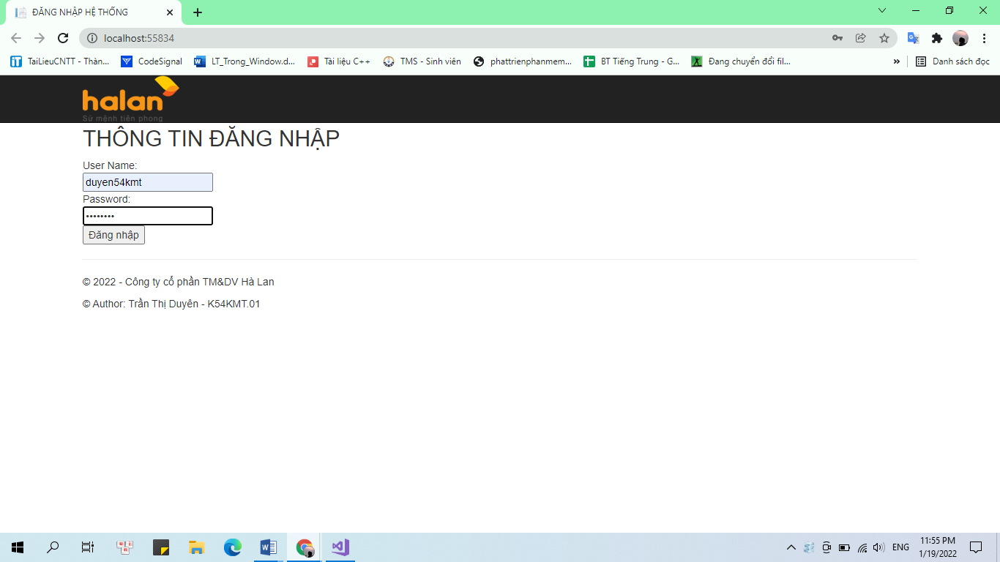 ĐĂNG NHẬP HỆ THỐNG
localhost:55834
TaiLieuCNTT - Thàn... CodeSignal LT_Trong_Window.d... Tài liệu C++ TMS - Sinh viên phattrienphanmem... BT Tiếng Trung - G... Đang chuyển đổi fil... » Danh sách đọc
halan
Sứ mệnh tiên phong
THÔNG TIN ĐĂNG NHẬP
User Name:
duyen54kmt
Password:
••••••••
Đăng nhập
© 2022 - Công ty cổ phần TM&DV Hà Lan
© Author: Trần Thị Duyên - K54KMT.01
ENG
11:55 PM
1/19/2022